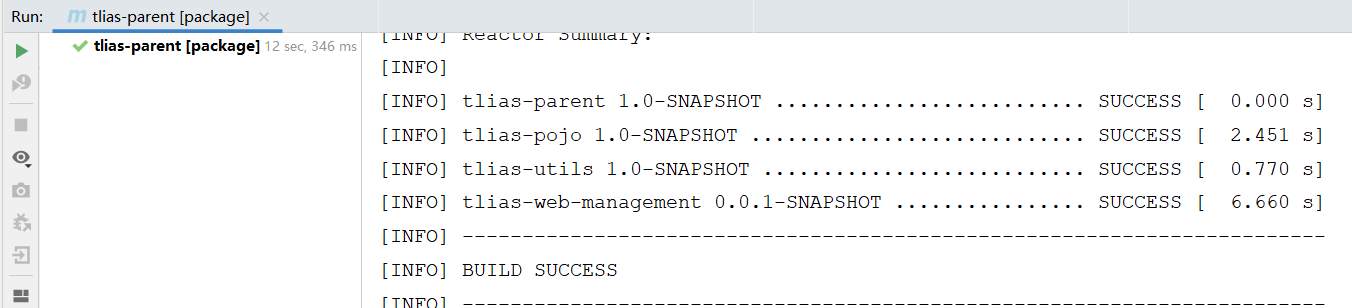 Run: tlias-parent [package] ×
tlias-parent [package] 12 sec, 346 ms
[INFO] Reactor Summary:
[INFO]
[INFO] tlias-parent 1.0-SNAPSHOT .......................... SUCCESS [  0.000 s]
[INFO] tlias-pojo 1.0-SNAPSHOT ............................ SUCCESS [  2.451 s]
[INFO] tlias-utils 1.0-SNAPSHOT ........................... SUCCESS [  0.770 s]
[INFO] tlias-web-management 0.0.1-SNAPSHOT ................ SUCCESS [  6.660 s]
[INFO] ------------------------------------------------------------------------
[INFO] BUILD SUCCESS
[INFO] ------------------------------------------------------------------------